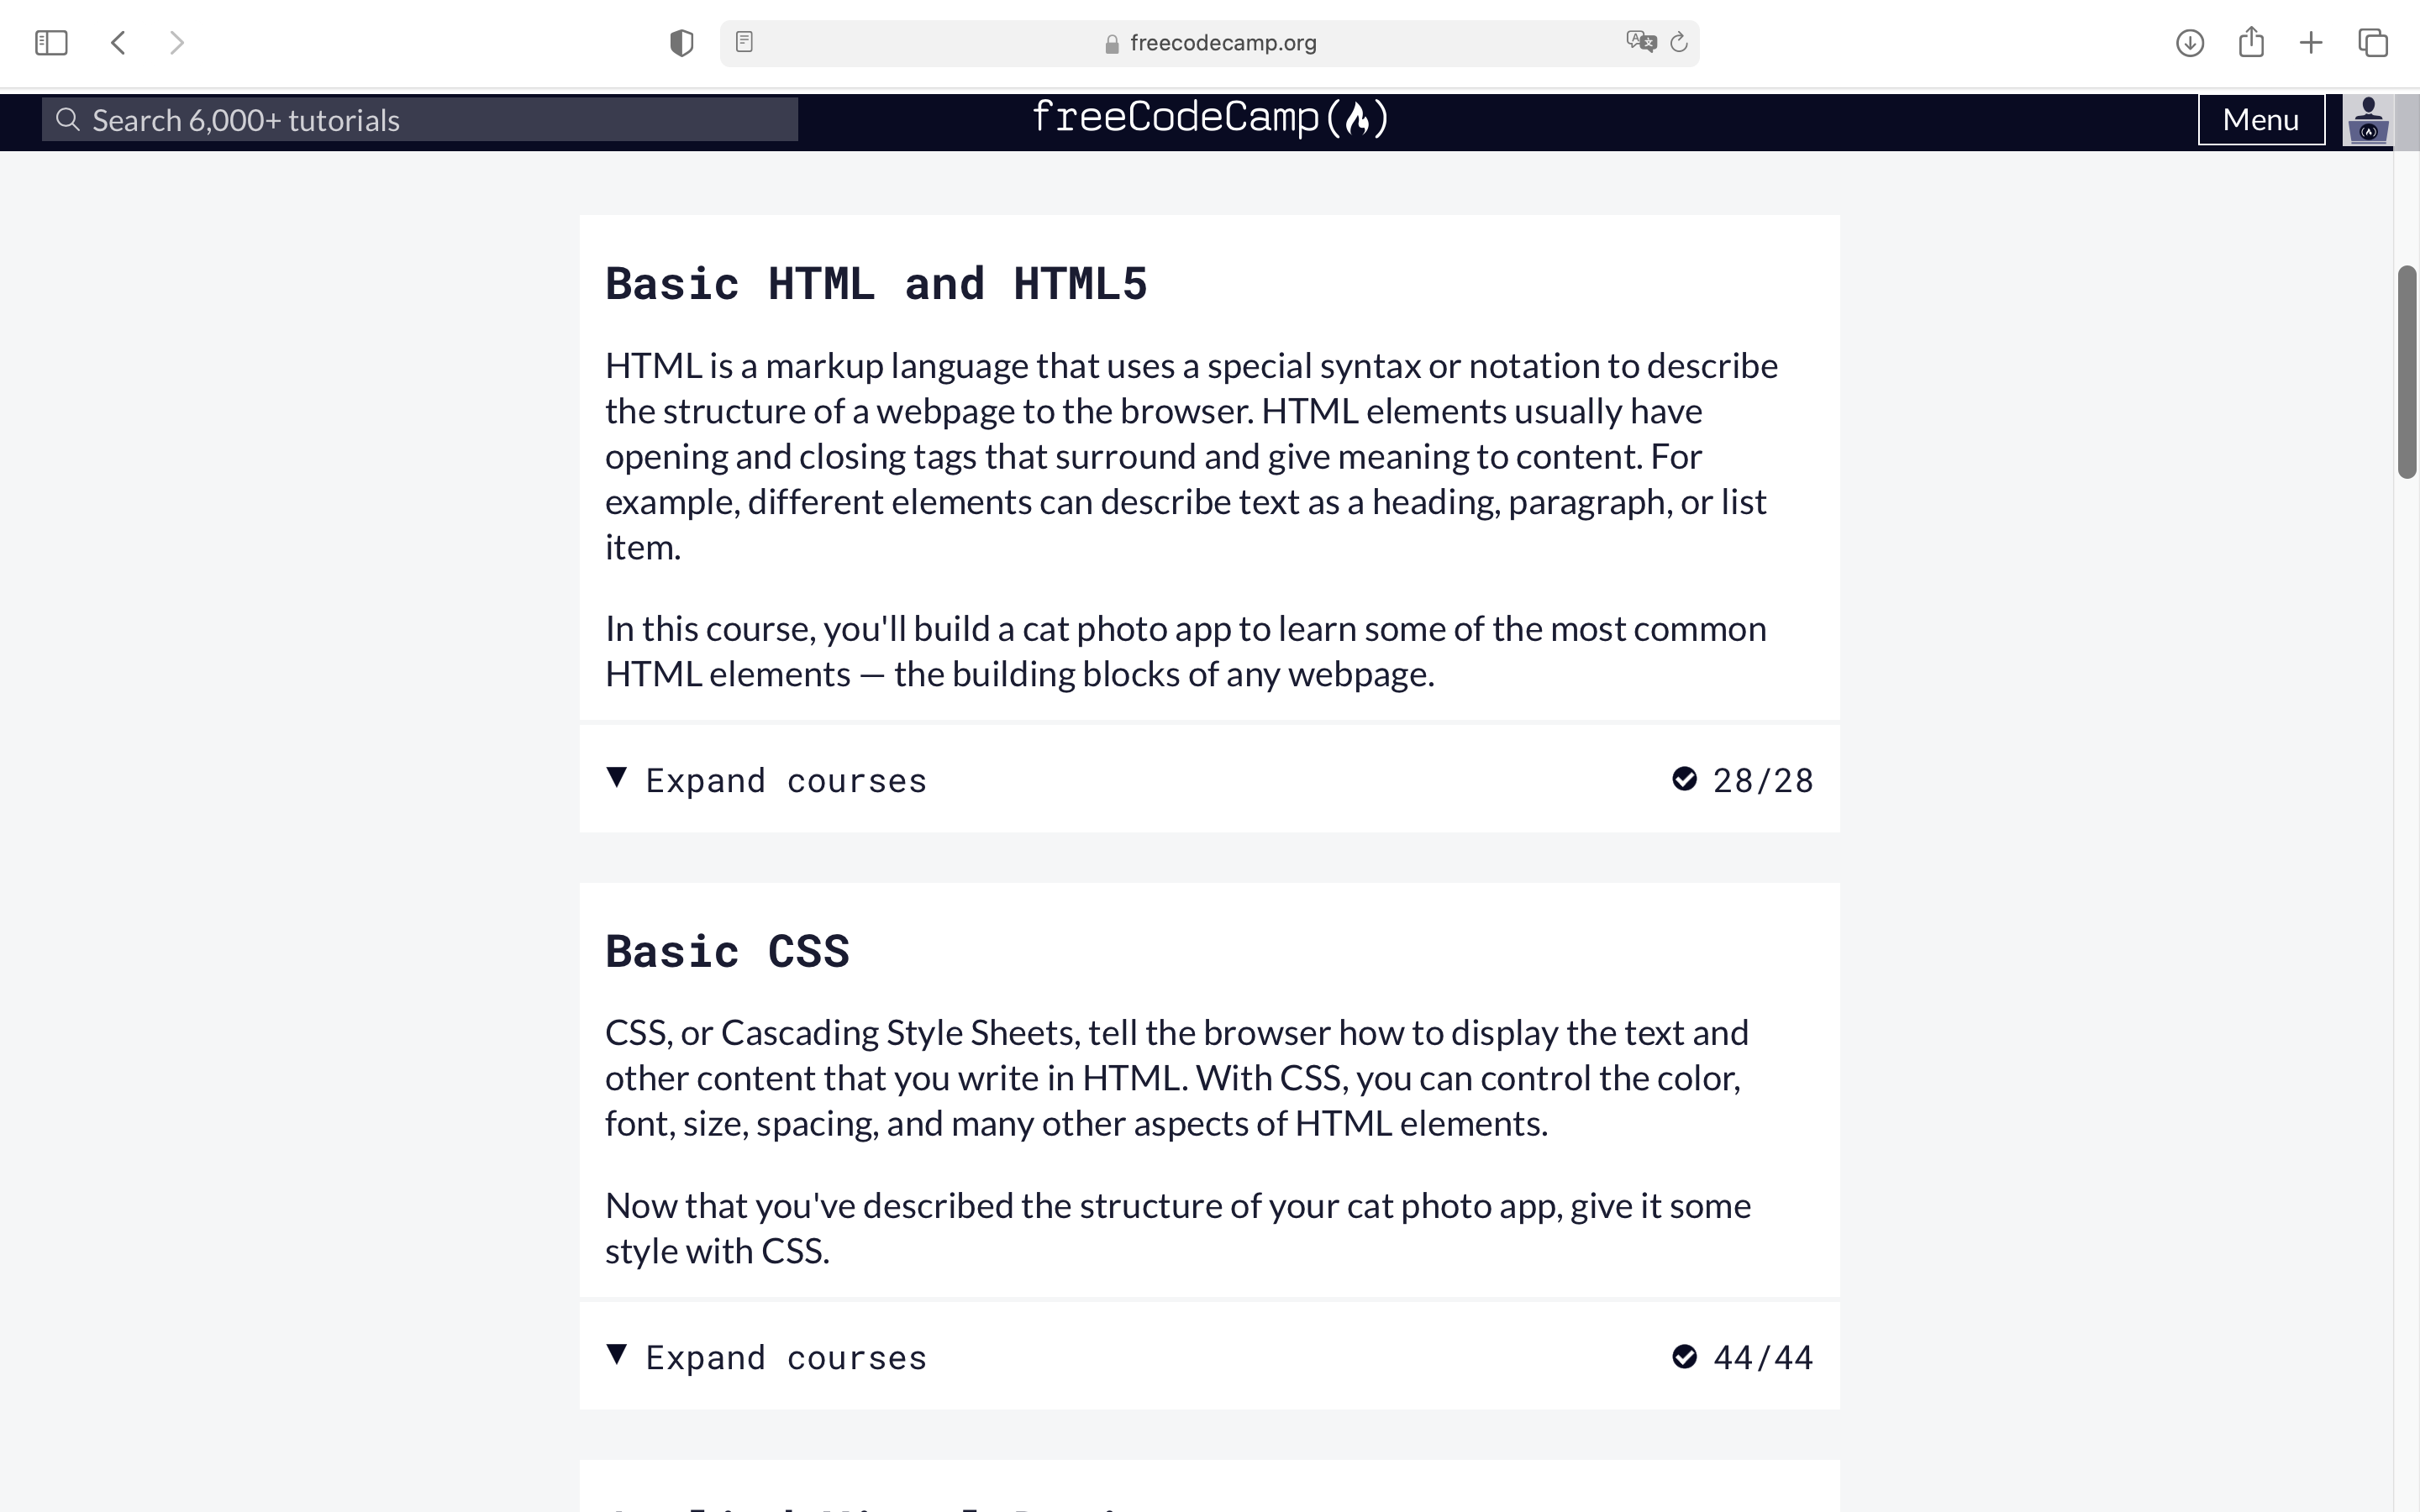 freecodecamp.org
Search 6,000+ tutorials
freeCodeCamp
Menu
Basic HTML and HTML5
HTML is a markup language that uses a special syntax or notation to describe
the structure of a webpage to the browser. HTML elements usually have
opening and closing tags that surround and give meaning to content. For
example, different elements can describe text as a heading, paragraph, or list
item.
In this course, you'll build a cat photo app to learn some of the most common
HTML elements — the building blocks of any webpage.
Expand courses
28/28
Basic CSS
CSS, or Cascading Style Sheets, tell the browser how to display the text and
other content that you write in HTML. With CSS, you can control the color,
font, size, spacing, and many other aspects of HTML elements.
Now that you've described the structure of your cat photo app, give it some
style with CSS.
Expand courses
44/44